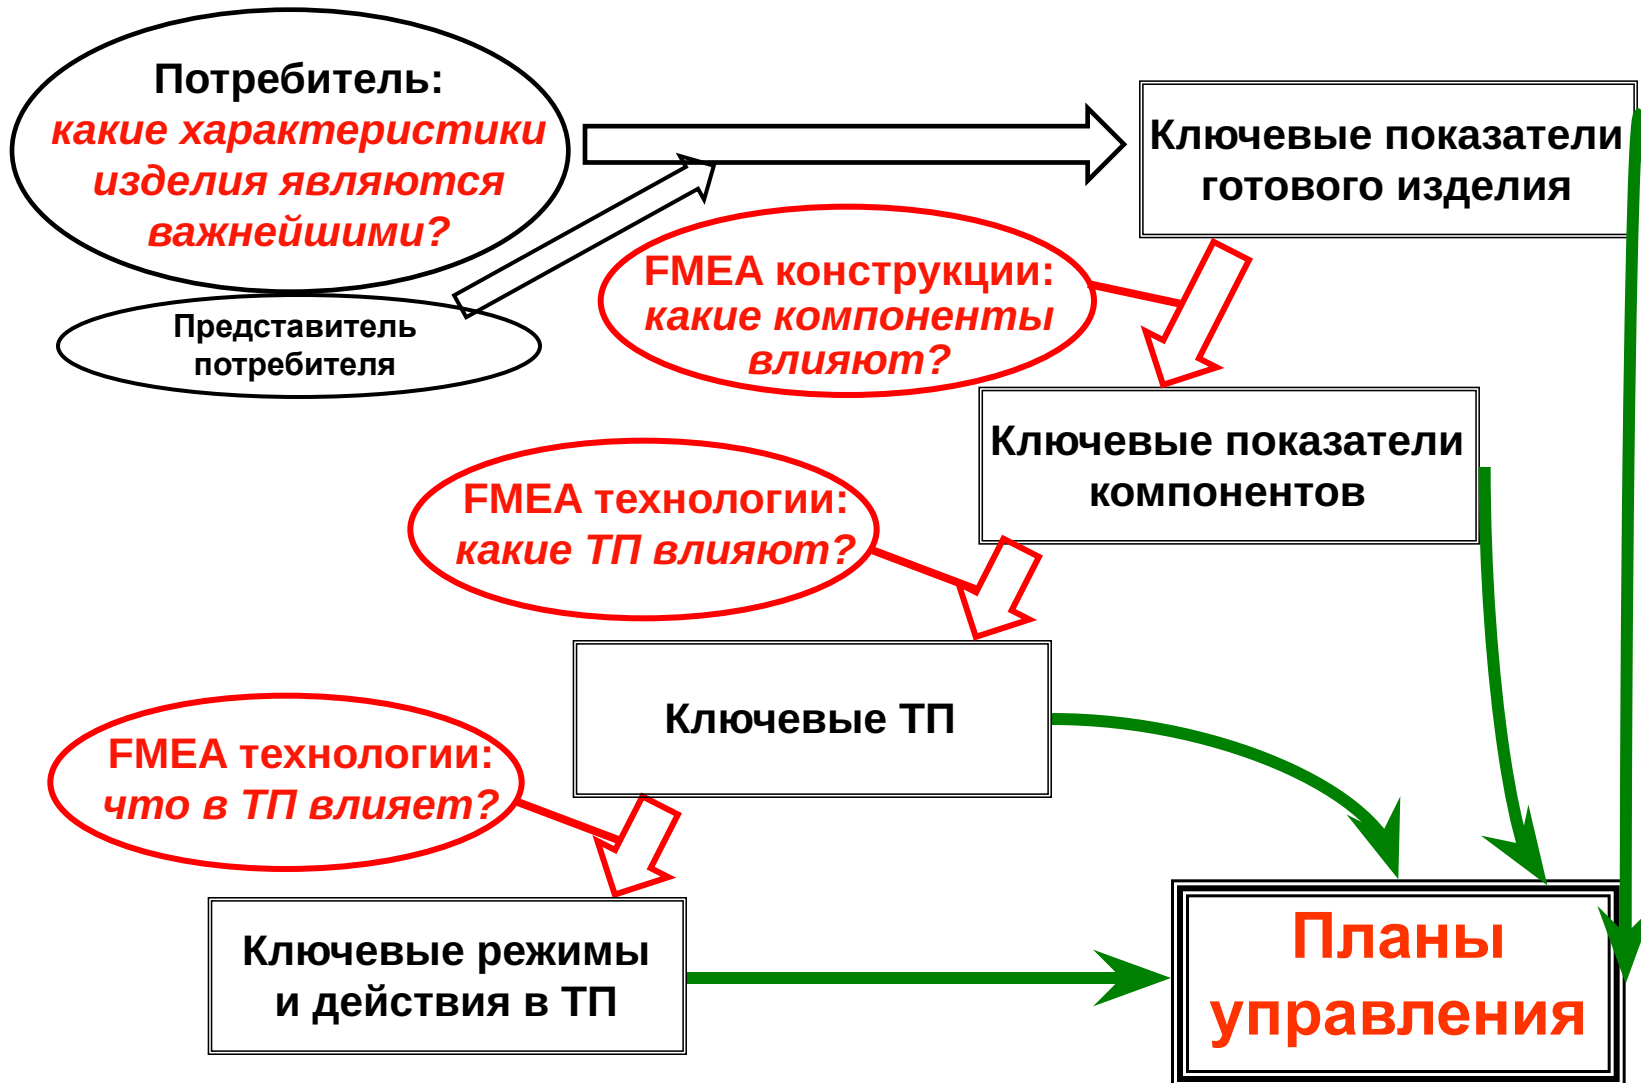 Потребитель:
какие характеристики
изделия являются
важнейшими?
Представитель
потребителя
Ключевые показатели
готового изделия
FMEA конструкции:
какие компоненты
влияют?
Ключевые показатели
компонентов
FMEA технологии:
какие ТП влияют?
Ключевые ТП
FMEA технологии:
что в ТП влияет?
Ключевые режимы
и действия в ТП
Планы
управления